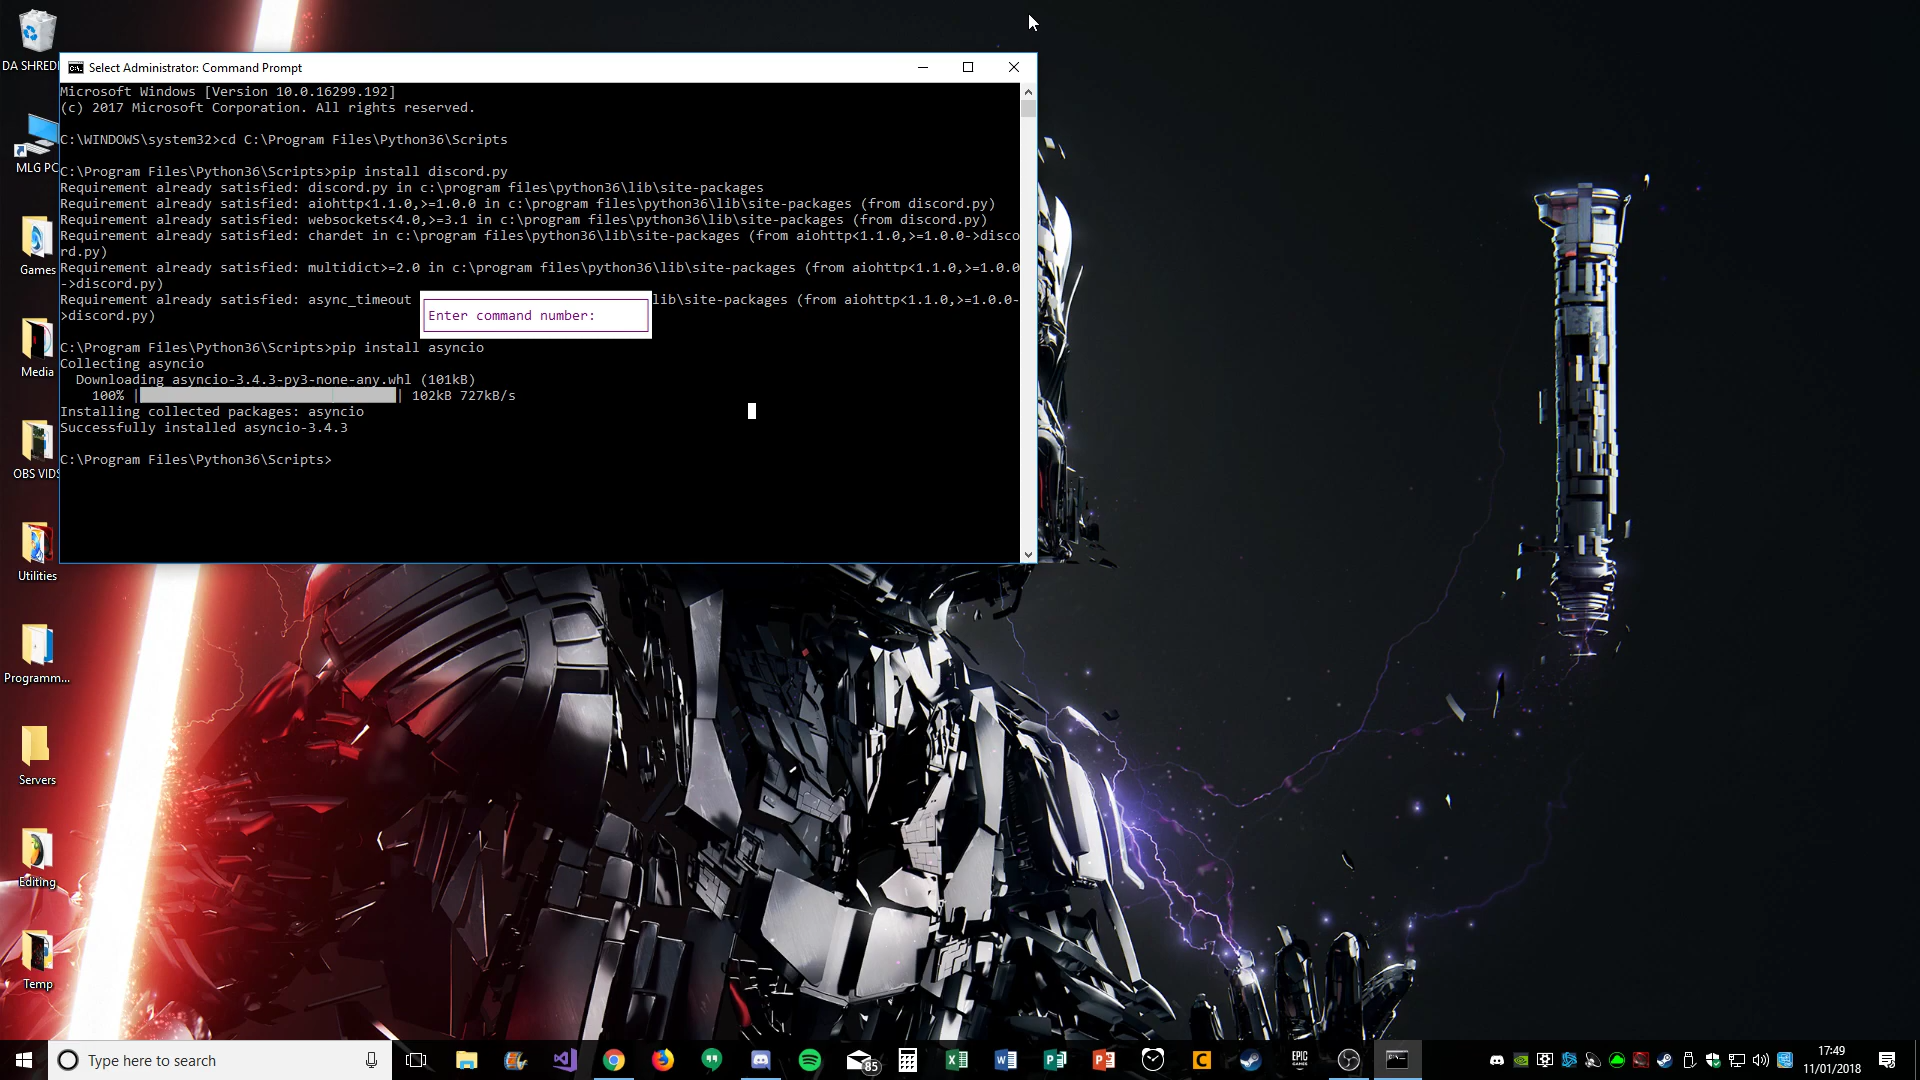 DA SHREDD
Select Administrator: Command Prompt
Microsoft Windows [Version 10.0.16299.192]
(c) 2017 Microsoft Corporation. All rights reserved.
C:\WINDOWS\system32>cd C:\Program Files\Python36\Scripts
C:\Program Files\Python36\Scripts>pip install discord.py
Requirement already satisfied: discord.py in c:\program files\python36\lib\site-packages
Requirement already satisfied: aiohttp<1.1.0,>=1.0.0 in c:\program files\python36\lib\site-packages (from discord.py)
Requirement already satisfied: websockets<4.0,>=3.1 in c:\program files\python36\lib\site-packages (from discord.py)
Requirement already satisfied: chardet in c:\program files\python36\lib\site-packages (from aiohttp<1.1.0,>=1.0.0->disco
rd.py)
Requirement already satisfied: multidict>=2.0 in c:\program files\python36\lib\site-packages (from aiohttp<1.1.0,>=1.0.0
->discord.py)
Requirement already satisfied: async_timeout lib\site-packages (from aiohttp<1.1.0,>=1.0.0-
>discord.py)
Enter command number:
C:\Program Files\Python36\Scripts>pip install asyncio
Collecting asyncio
Downloading asyncio-3.4.3-py3-none-any.whl (101kB)
100% | | 102kB 727kB/s
Installing collected packages: asyncio
Successfully installed asyncio-3.4.3
C:\Program Files\Python36\Scripts>
MLG PC
Games
Media
OBS VIDS
Utilities
Programm...
Servers
Editing
Temp
Type here to search
85
EPIC
GAMES
17:49
11/01/2018